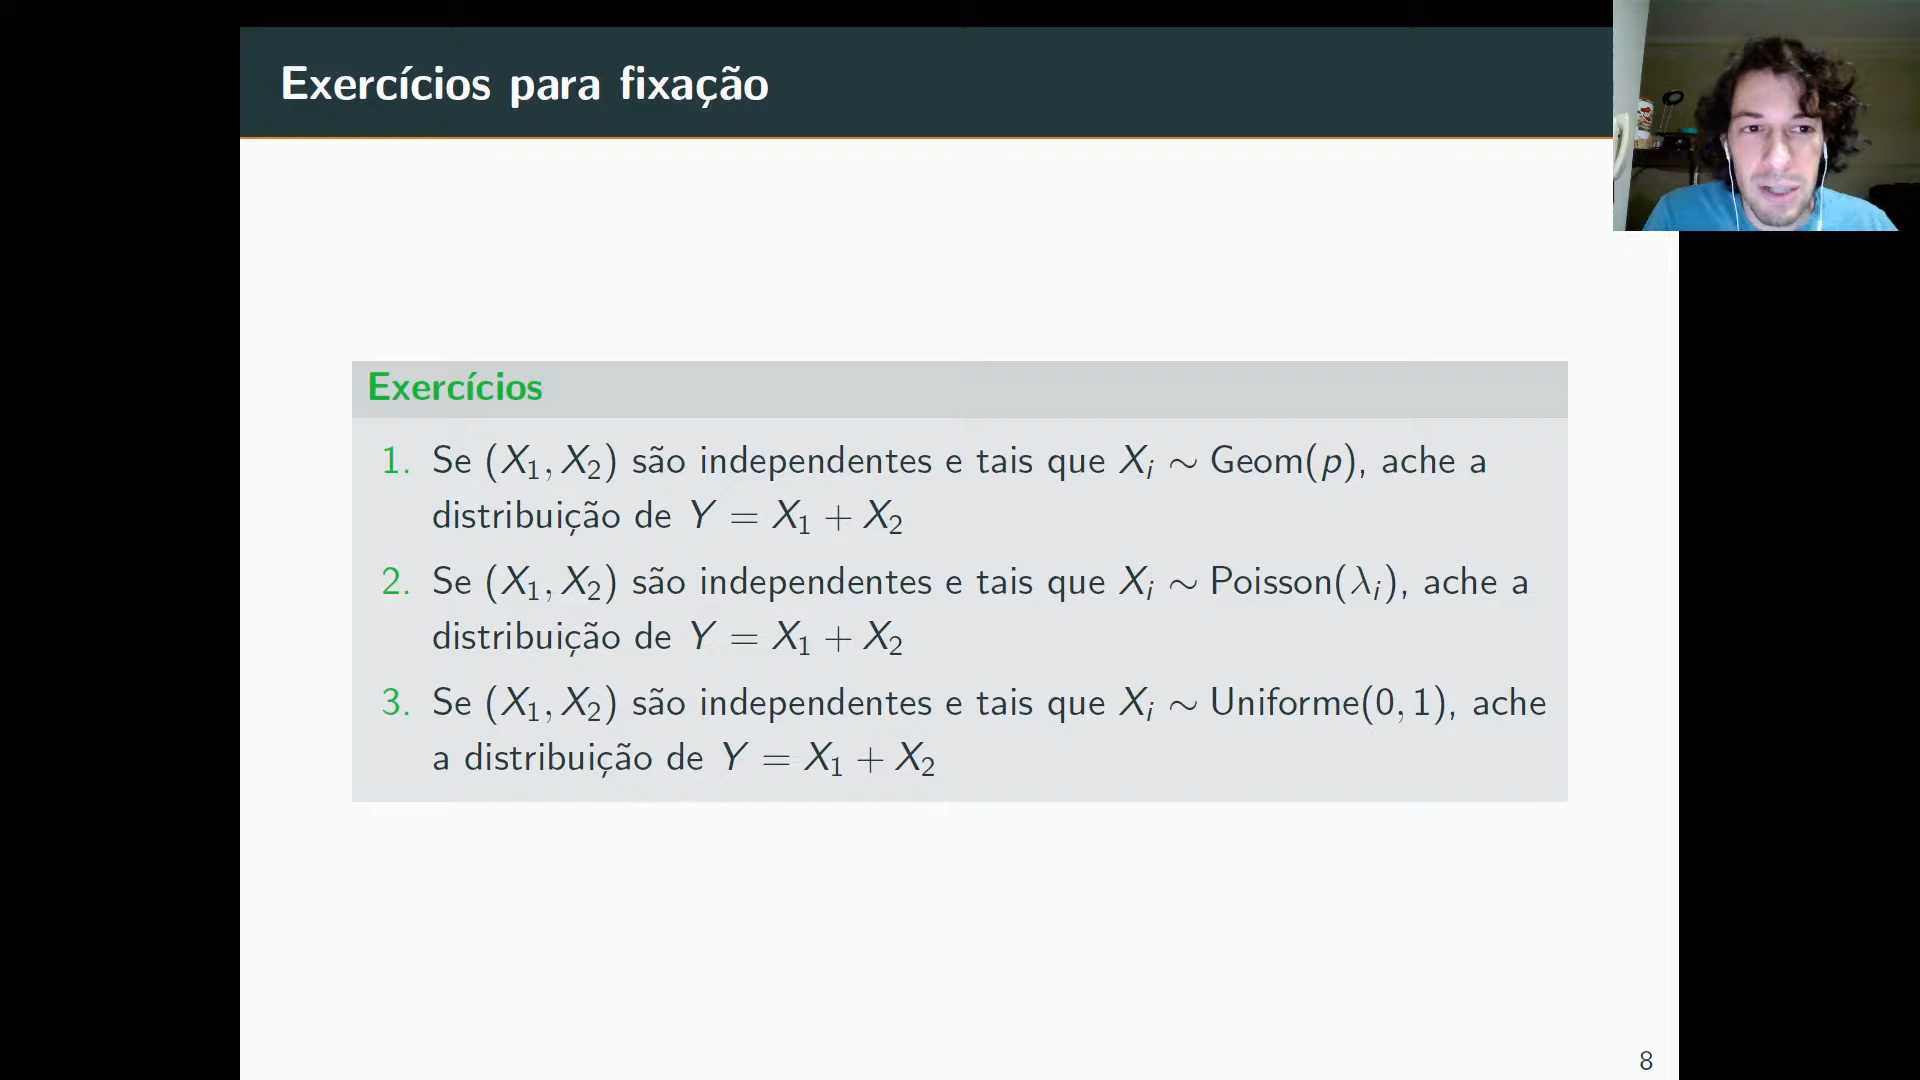 Exercícios para fixação
Exercícios
1. Se (X₁, X₂) são independentes e tais que Xᵢ ∼ Geom(p), ache a
distribuição de Y = X₁ + X₂
2. Se (X₁, X₂) são independentes e tais que Xᵢ ∼ Poisson(λᵢ), ache a
distribuição de Y = X₁ + X₂
3. Se (X₁, X₂) são independentes e tais que Xᵢ ∼ Uniforme(0, 1), ache
a distribuição de Y = X₁ + X₂
8